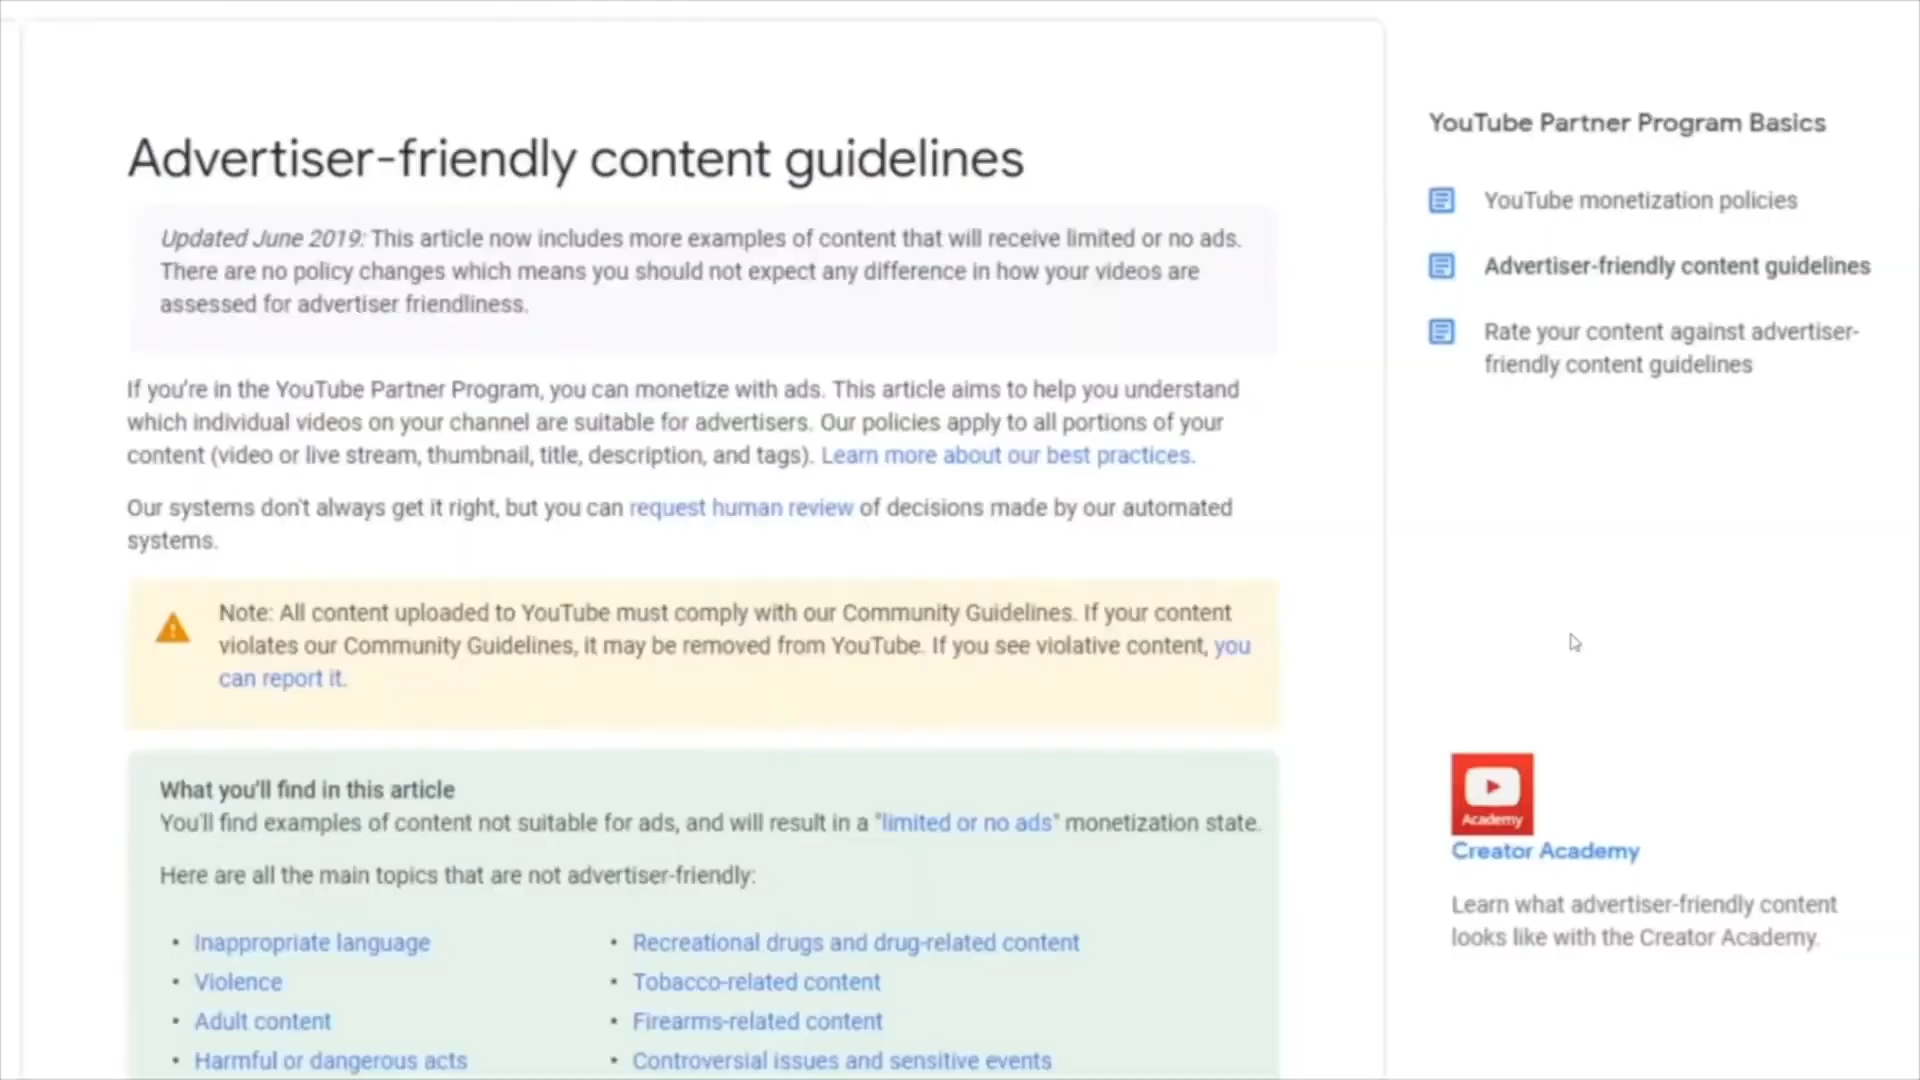 Advertiser-friendly content guidelines
Updated June 2019: This article now includes more examples of content that will receive limited or no ads.
There are no policy changes which means you should not expect any difference in how your videos are
assessed for advertiser friendliness.
If you're in the YouTube Partner Program, you can monetize with ads. This article aims to help you understand
which individual videos on your channel are suitable for advertisers. Our policies apply to all portions of your
content (video or live stream, thumbnail, title, description, and tags). Learn more about our best practices.
Our systems don't always get it right, but you can request human review of decisions made by our automated
systems.
Note: All content uploaded to YouTube must comply with our Community Guidelines. If your content
violates our Community Guidelines, it may be removed from YouTube. If you see violative content, you
can report it.
What you'll find in this article
You'll find examples of content not suitable for ads, and will result in a "limited or no ads" monetization state.
Here are all the main topics that are not advertiser-friendly:
• Inappropriate language
• Violence
• Adult content
• Harmful or dangerous acts
• Recreational drugs and drug-related content
• Tobacco-related content
• Firearms-related content
• Controversial issues and sensitive events
YouTube Partner Program Basics
YouTube monetization policies
Advertiser-friendly content guidelines
Rate your content against advertiser-
friendly content guidelines
Academy
Creator Academy
Learn what advertiser-friendly content
looks like with the Creator Academy.